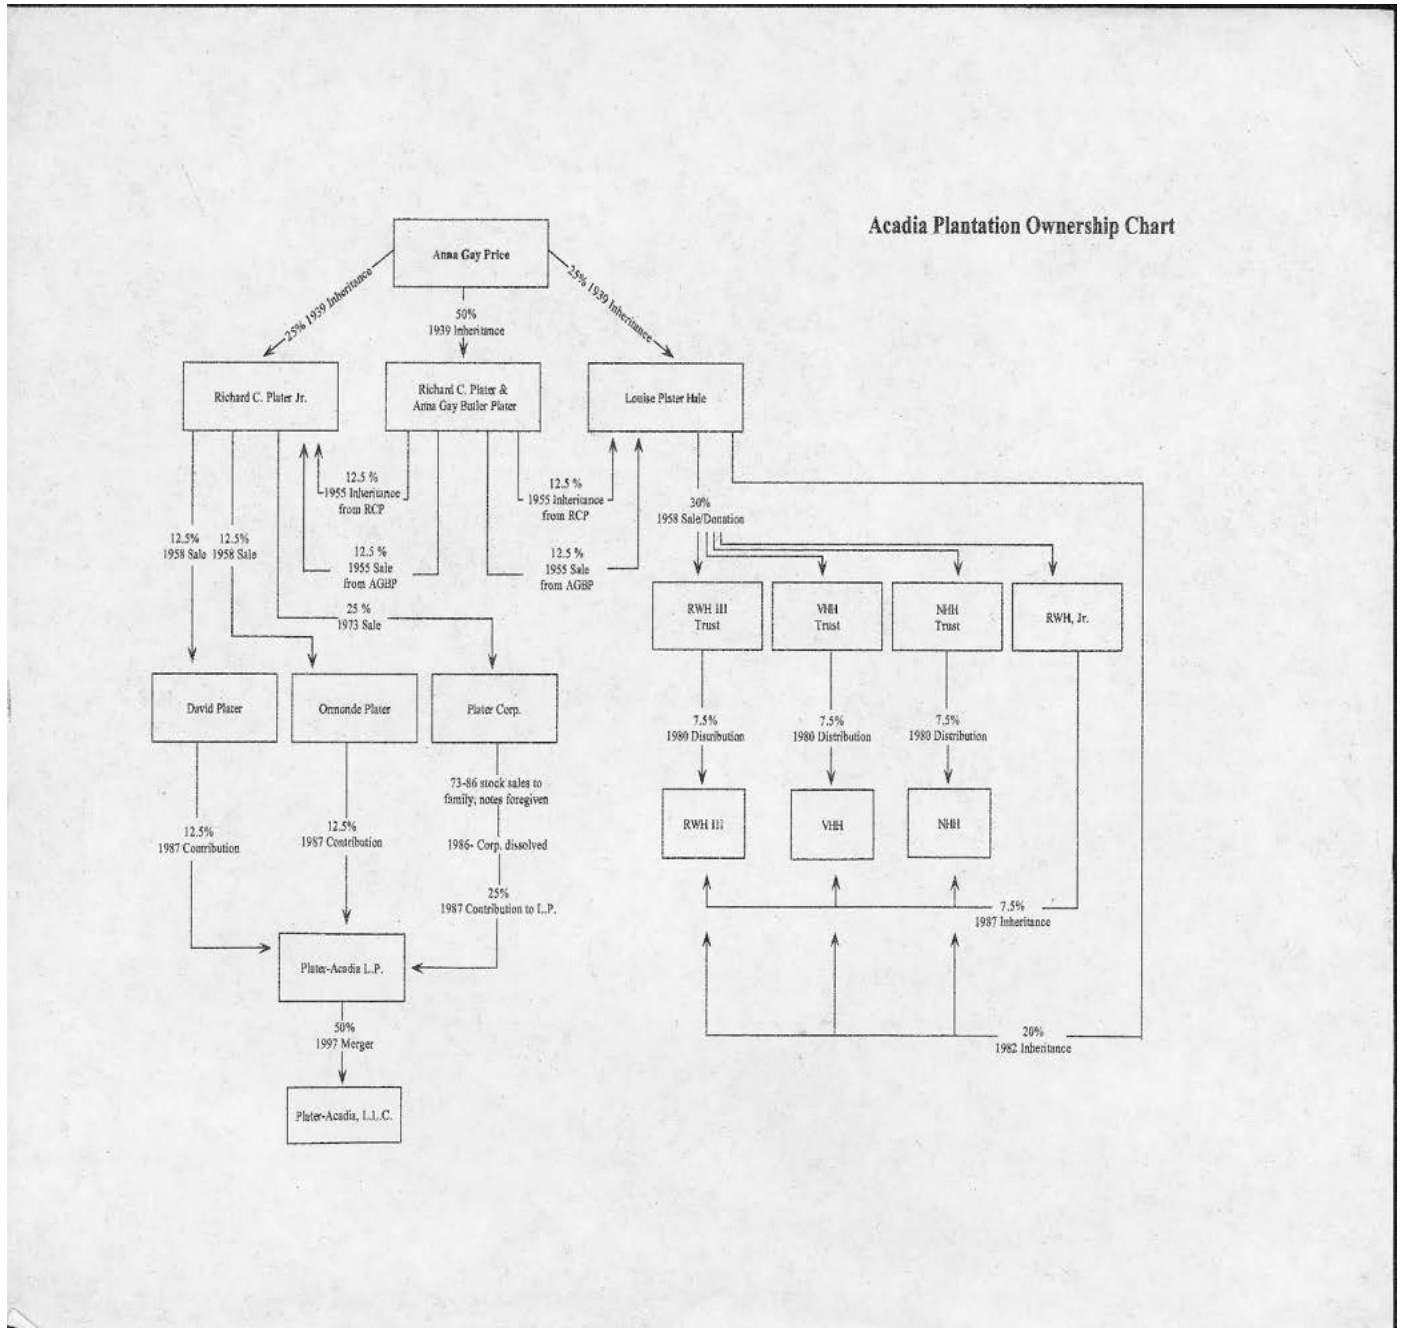 Acadia Plantation Ownership Chart
Anna Gay Price
25% 1939 Inheritance
50%
1939 Inheritance
25% 1939 Inheritance
Richard C. Plater Jr.
Richard C. Plater &
Anna Gay Butler Plater
Louise Plater Hale
12.5 %
1955 Inheritance
from RCP
12.5 %
1955 Inheritance
from RCP
30%
1958 Sale/Donation
12.5%
1958 Sale
12.5%
1958 Sale
12.5 %
1955 Sale
from AGBP
12.5 %
1955 Sale
from AGBP
25 %
1973 Sale
RWH III
Trust
VHH
Trust
NHH
Trust
RWH, Jr.
David Plater
Ormonde Plater
Plater Corp.
7.5%
1980 Distribution
7.5%
1980 Distribution
7.5%
1980 Distribution
73-86 stock sales to
family, notes foregiven
1986- Corp. dissolved
RWH III
VHH
NHH
12.5%
1987 Contribution
12.5%
1987 Contribution
25%
1987 Contribution to L.P.
7.5%
1987 Inheritance
Plater-Acadia L.P.
50%
1997 Merger
20%
1982 Inheritance
Plater-Acadia, L.L.C.